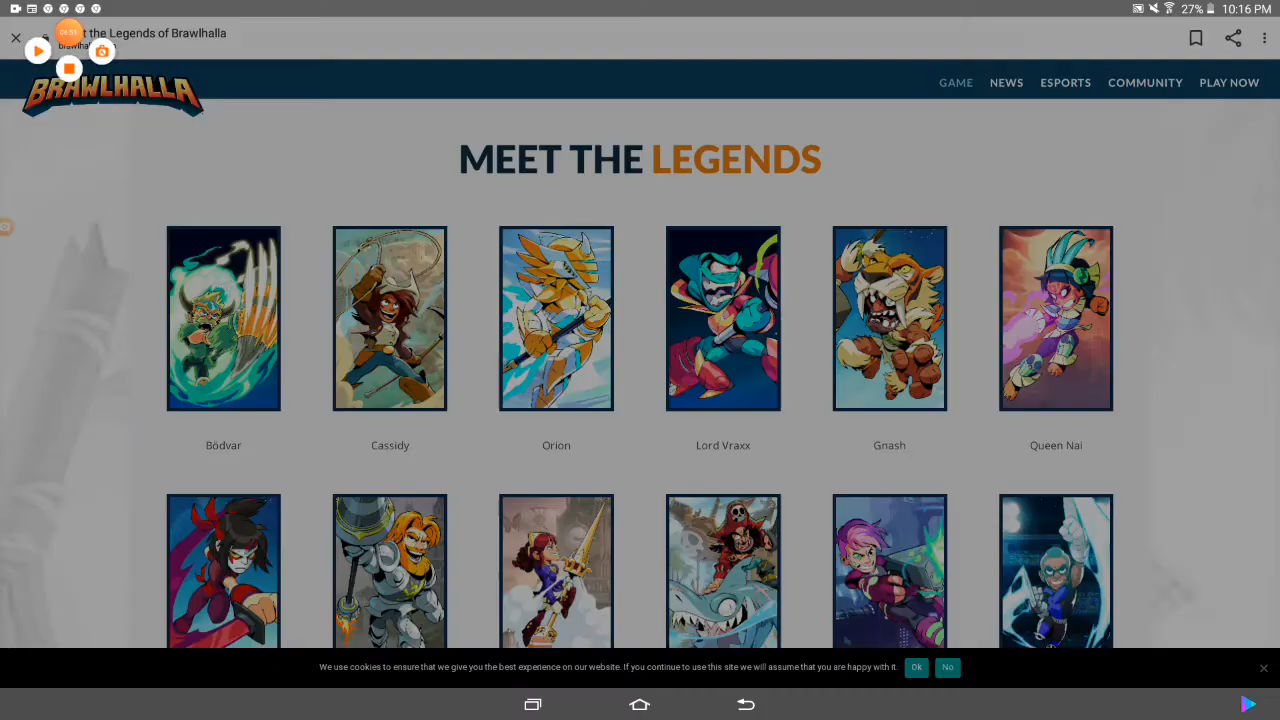 27% 10:16 PM
06:51
t the Legends of Brawlhalla
BRAWLHALLA
GAME NEWS ESPORTS COMMUNITY PLAY NOW
MEET THE LEGENDS
Bödvar Cassidy Orion Lord Vraxx Gnash Queen Nai
We use cookies to ensure that we give you the best experience on our website. If you continue to use this site we will assume that you are happy with it. Ok No